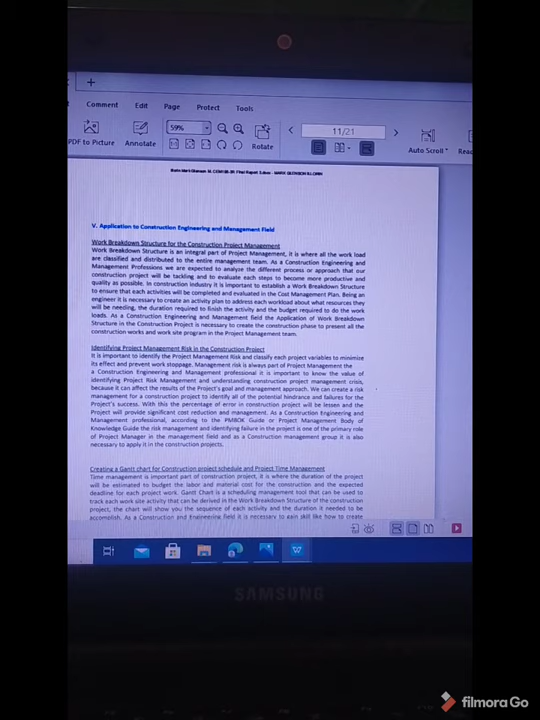 Comment Edit Page Protect Tools
59% 11/21
PDF to Picture Annotate Rotate Auto Scroll
V. Application to Construction Engineering and Management Field
Work Breakdown Structure for the Construction Project Management
Work Breakdown Structure is an integral part of Project Management, it is where all the work load
are classified and distributed to the entire management team. As a Construction Engineering and
Management Professions we are expected to analyze the different process or approach that our
construction project will be tackling and to evaluate each steps to become more productive and
quality as possible. In construction industry it is important to establish a Work Breakdown Structure
to ensure that each activities will be completed and evaluated in the Cost Management Plan. Being an
engineer it is necessary to create an activity plan to address each workload about what resources they
will be needing, the duration required to finish the activity and the budget required to do the work
loads. As a Construction Engineering and Management field the Application of Work Breakdown
Structure in the Construction Project is necessary to create the construction phase to present all the
construction works and work site program in the Project Management team.
Identifying Project Management Risk in the Construction Project
It is important to identify the Project Management Risk and classify each project variables to minimize
its effect and prevent work stoppage. Management risk is always part of Project Management the
a Construction Engineering and Management professional it is important to know the value of
identifying Project Risk Management and understanding construction project management crisis,
because it can affect the results of the Project's goal and management approach. We can create a risk
management for a construction project to identify all of the potential hindrance and failures for the
Project's success. With this the percentage of error in construction project will be lessen and the
Project will provide significant cost reduction and management. As a Construction Engineering and
Management professional, according to the PMBOK Guide or Project Management Body of
Knowledge Guide the risk management and identifying failure in the project is one of the primary role
of Project Manager in the management field and as a Construction management group it is also
necessary to apply it in the construction projects.
Creating a Gantt chart for Construction project schedule and Project Time Management
Time management is important part of construction project, it is where the duration of the project
will be estimated to budget the labor and material cost for the construction and the expected
deadline for each project work. Gantt Chart is a scheduling management tool that can be used to
track each work site activity that can be derived in the Work Breakdown Structure of the construction
project, the chart will show you the sequence of each activity and the duration it needed to be
accomplish. As a Construction and Engineering field it is necessary to gain skill like how to create
SAMSUNG
filmora Go